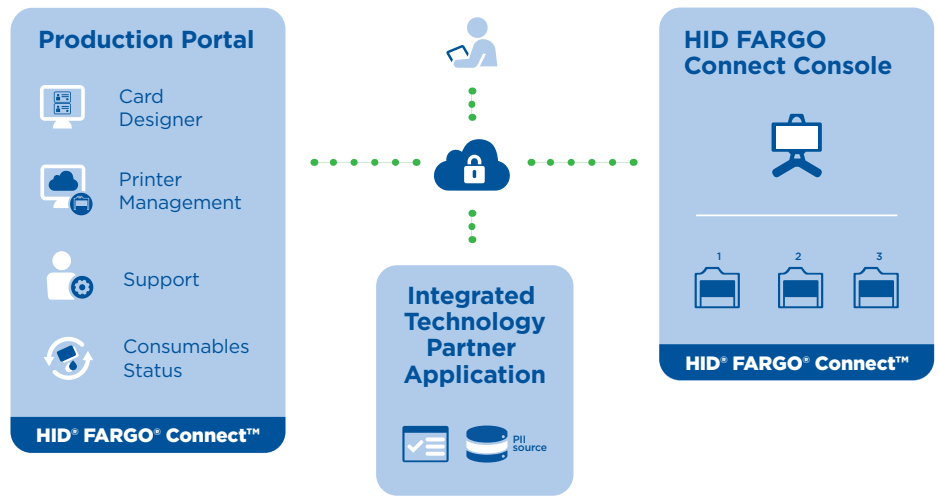 Production Portal
Card
Designer
Printer
Management
Support
Consumables
Status
HID® FARGO® Connect™
Integrated
Technology
Partner
Application
PII
source
HID FARGO
Connect Console
1 2 3
HID® FARGO® Connect™